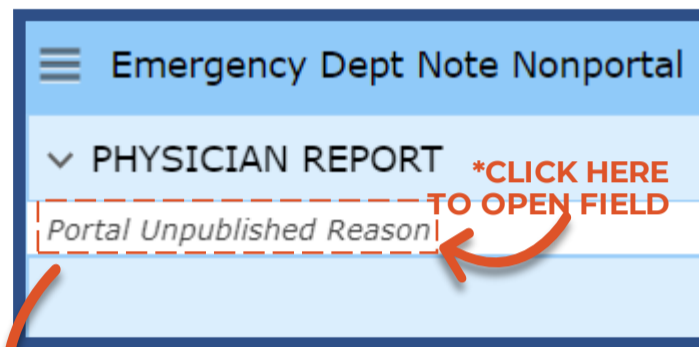 Emergency Dept Note Nonportal
PHYSICIAN REPORT
*CLICK HERE
TO OPEN FIELD
Portal Unpublished Reason